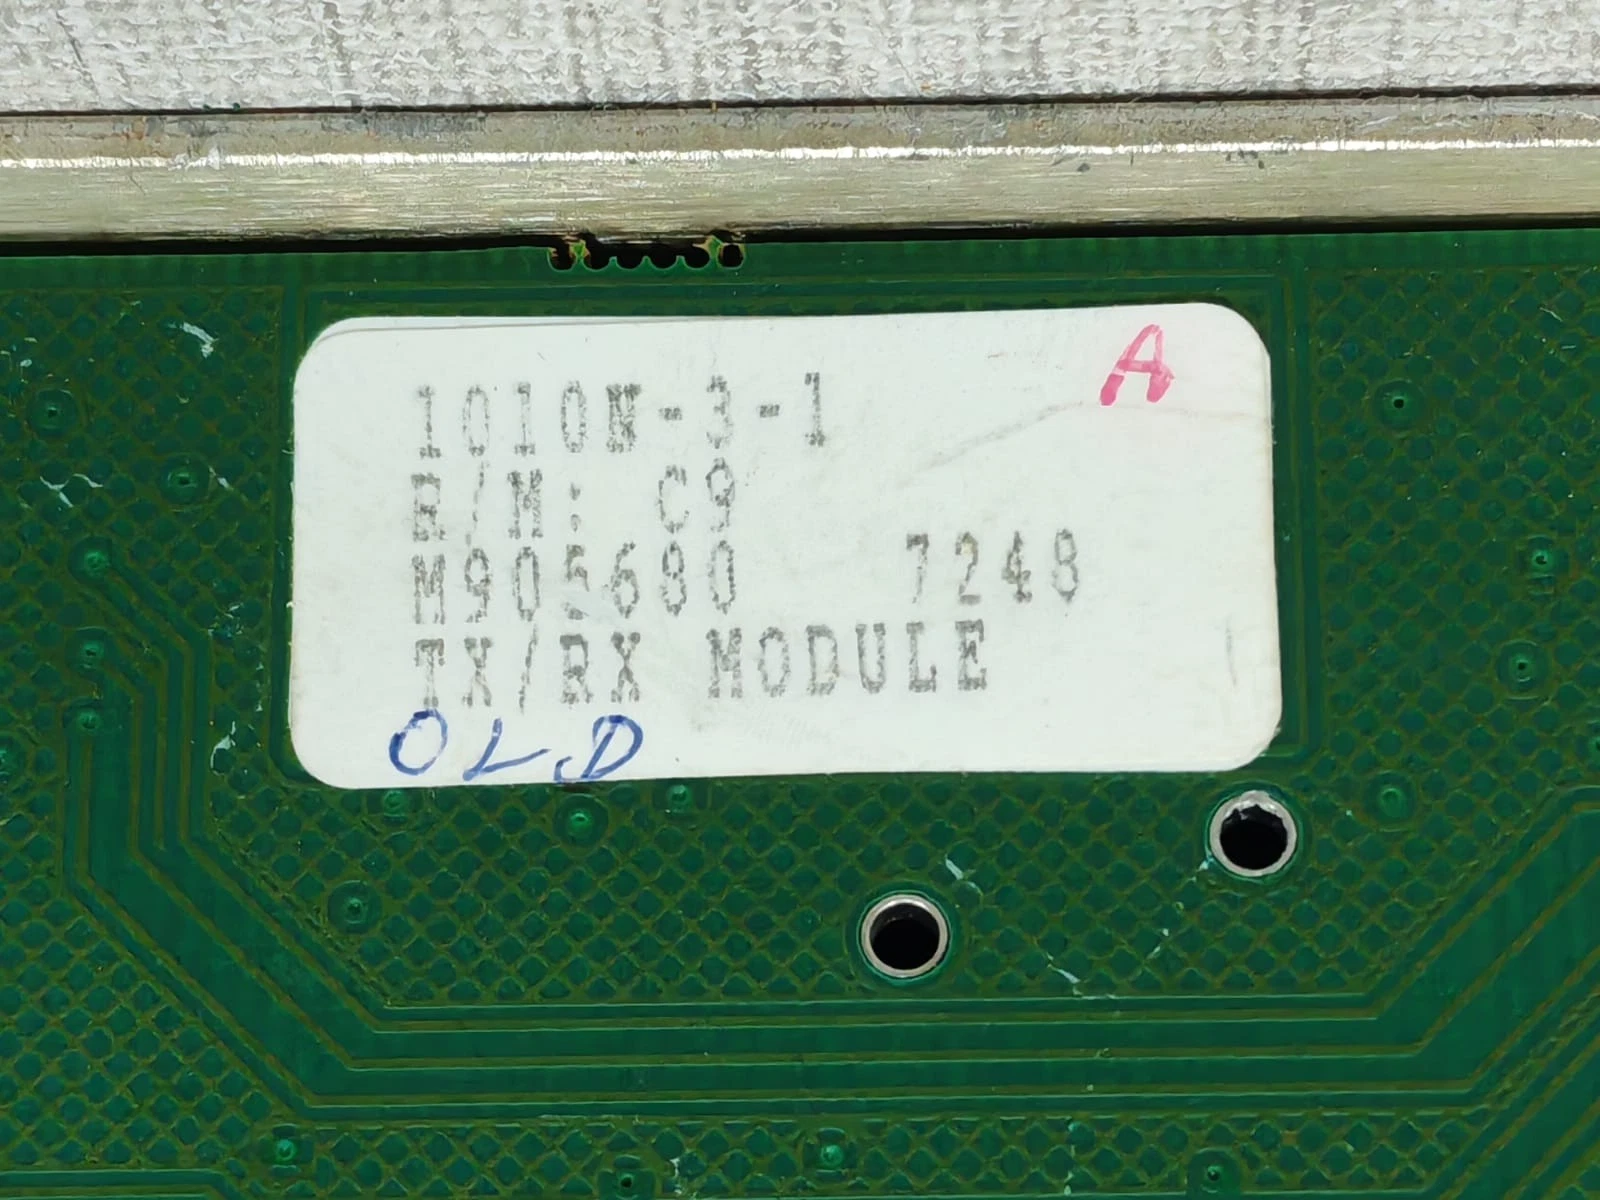 A
1010N-3-1
R/N: C9
M905680 7248
TX/RX MODULE
OLD